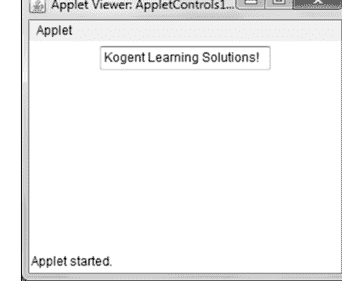 Applet Viewer: AppletControls1...
Applet
Kogent Learning Solutions!
Applet started.